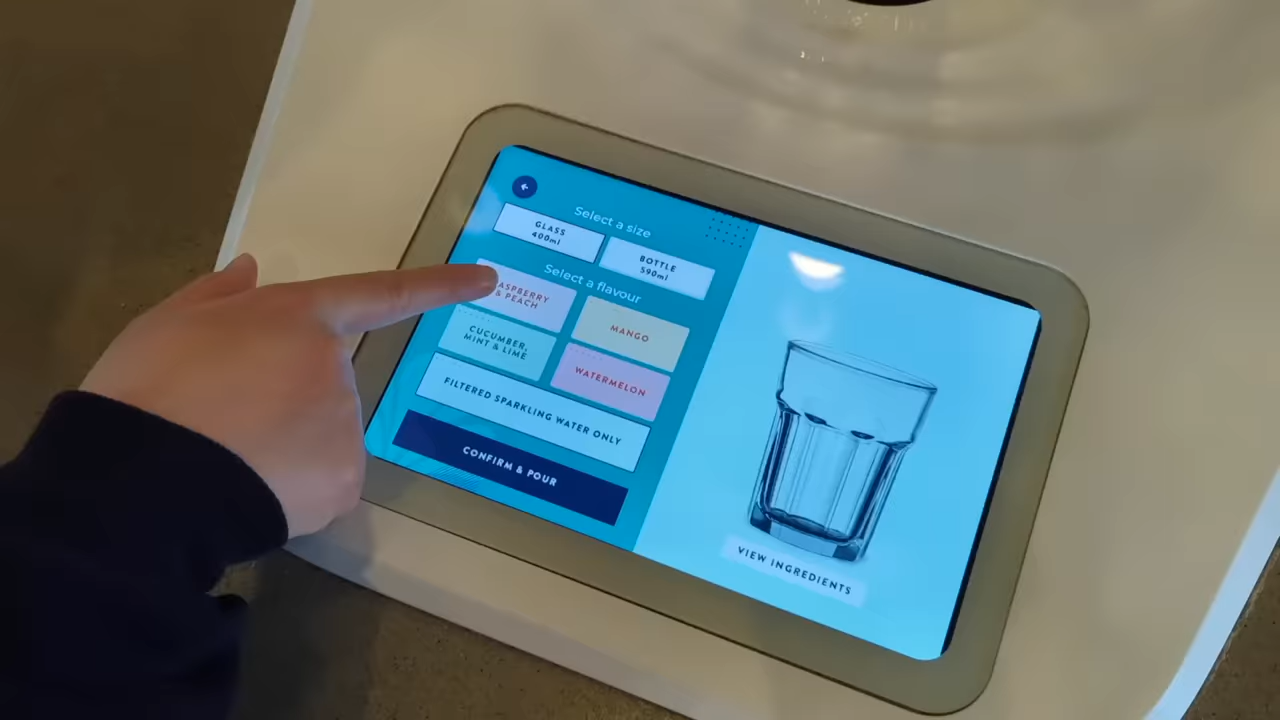 Select a size
GLASS
400ml
BOTTLE
590ml
Select a flavour
ASPBERRY
& PEACH
MANGO
CUCUMBER,
MINT & LIME
WATERMELON
FILTERED SPARKLING WATER ONLY
CONFIRM & POUR
VIEW INGREDIENTS